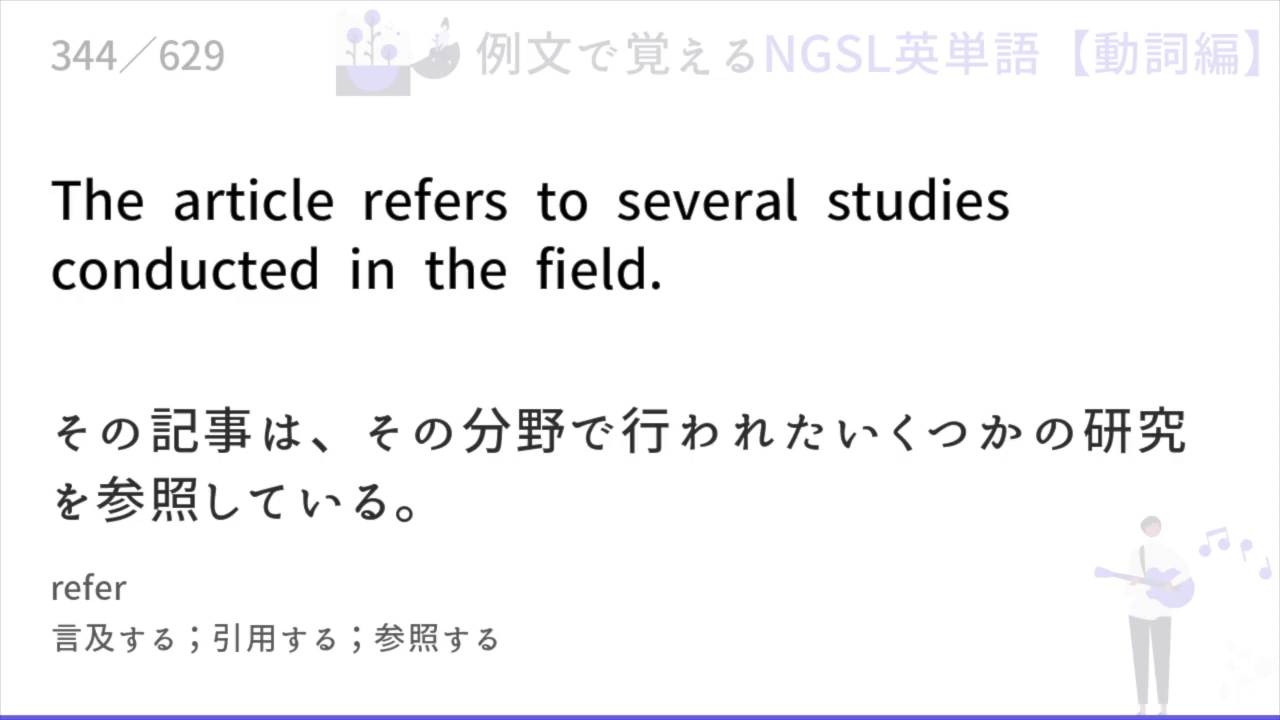 344／629
例文で覚えるNGSL英単語【動詞編】
The article refers to several studies
conducted in the field.
その記事は、その分野で行われたいくつかの研究
を参照している。
refer
言及する；引用する；参照する